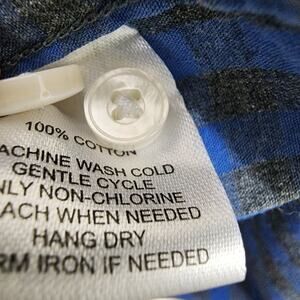 100% COTTON
ACHINE WASH COLD
GENTLE CYCLE
NLY NON-CHLORINE
ACH WHEN NEEDED
HANG DRY
RM IRON IF NEEDED